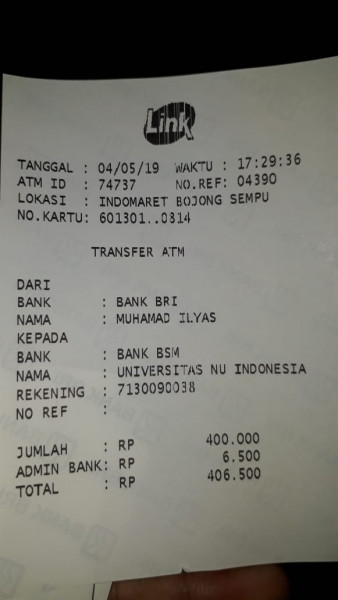 Link
TANGGAL : 04/05/19 WAKTU : 17:29:36
ATM ID : 74737 NO.REF: 04390
LOKASI : INDOMARET BOJONG SEMPU
NO.KARTU: 601301..0814
TRANSFER ATM
DARI
BANK : BANK BRI
NAMA : MUHAMAD ILYAS
KEPADA
BANK : BANK BSM
NAMA : UNIVERSITAS NU INDONESIA
REKENING : 7130090038
NO REF :
JUMLAH : RP 400.000
ADMIN BANK: RP 6.500
TOTAL : RP 406.500